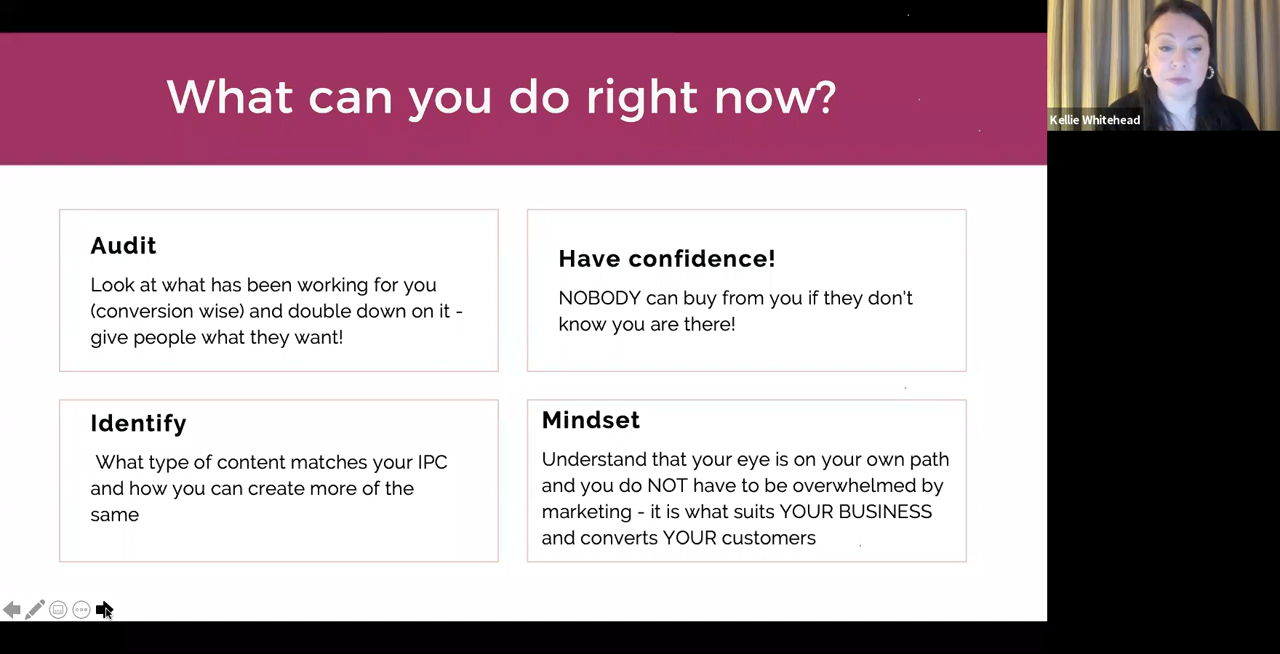 What can you do right now?
Kellie Whitehead
Audit
Look at what has been working for you
(conversion wise) and double down on it -
give people what they want!
Have confidence!
NOBODY can buy from you if they don't
know you are there!
Identify
What type of content matches your IPC
and how you can create more of the
same
Mindset
Understand that your eye is on your own path
and you do NOT have to be overwhelmed by
marketing - it is what suits YOUR BUSINESS
and converts YOUR customers